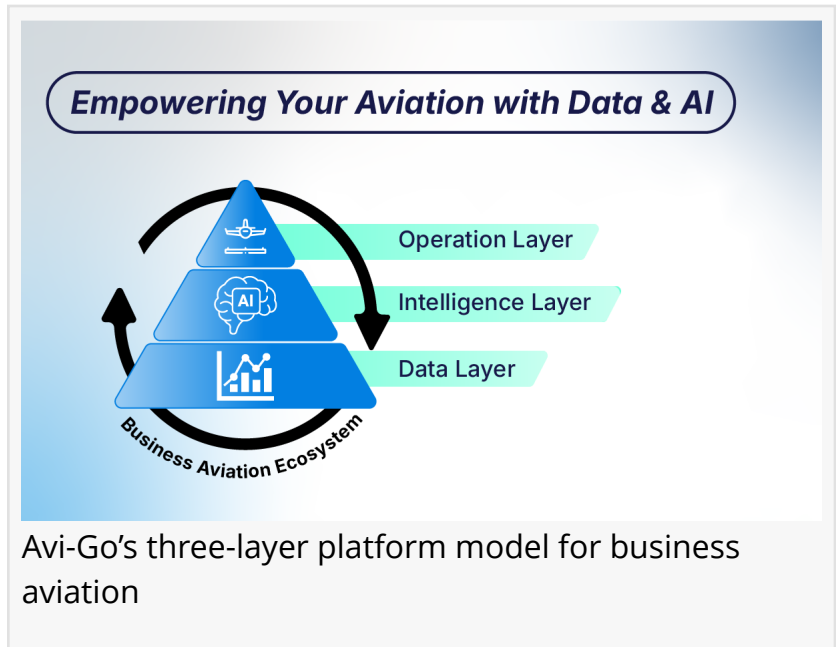 Empowering Your Aviation with Data & AI
Operation Layer
AI
Intelligence Layer
Data Layer
Business Aviation Ecosystem
Avi-Go’s three-layer platform model for business
aviation